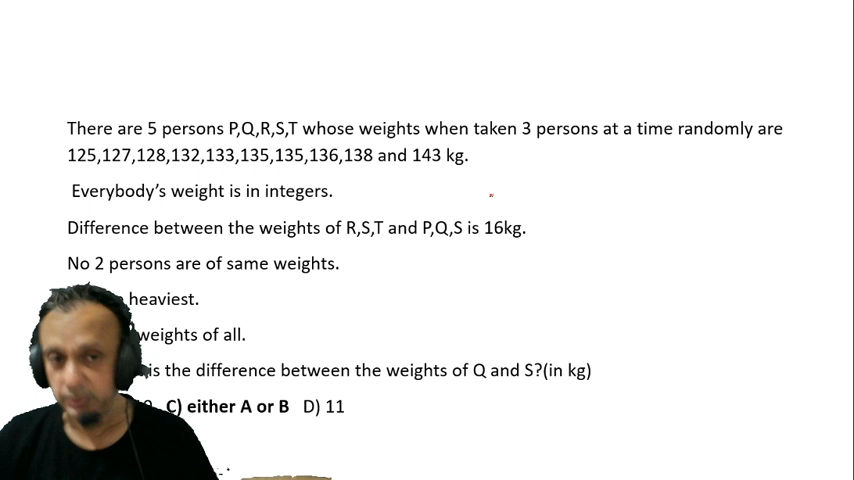 There are 5 persons P,Q,R,S,T whose weights when taken 3 persons at a time randomly are
125,127,128,132,133,135,135,136,138 and 143 kg.
Everybody’s weight is in integers.
Difference between the weights of R,S,T and P,Q,S is 16kg.
No 2 persons are of same weights.
heaviest.
weights of all.
is the difference between the weights of Q and S?(in kg)
C) either A or B D) 11